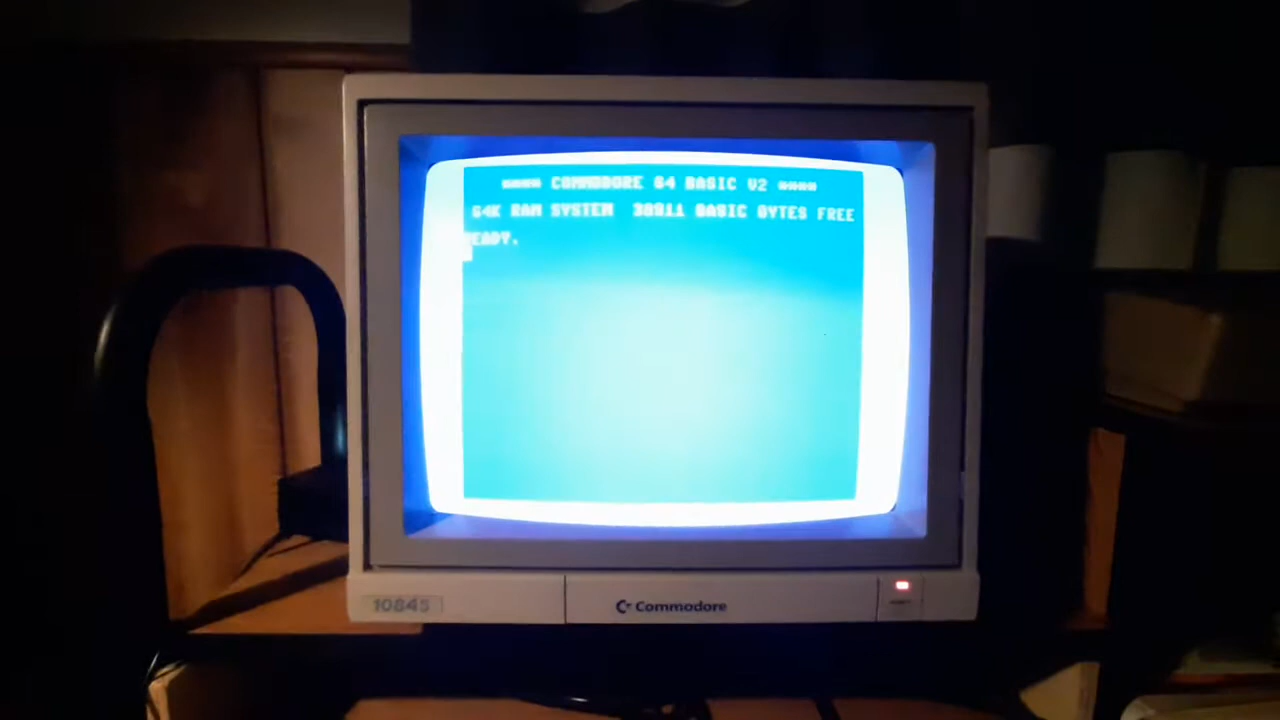 **** COMMODORE 64 BASIC V2 ****
64K RAM SYSTEM 38911 BASIC BYTES FREE
READY.
1084S
Commodore